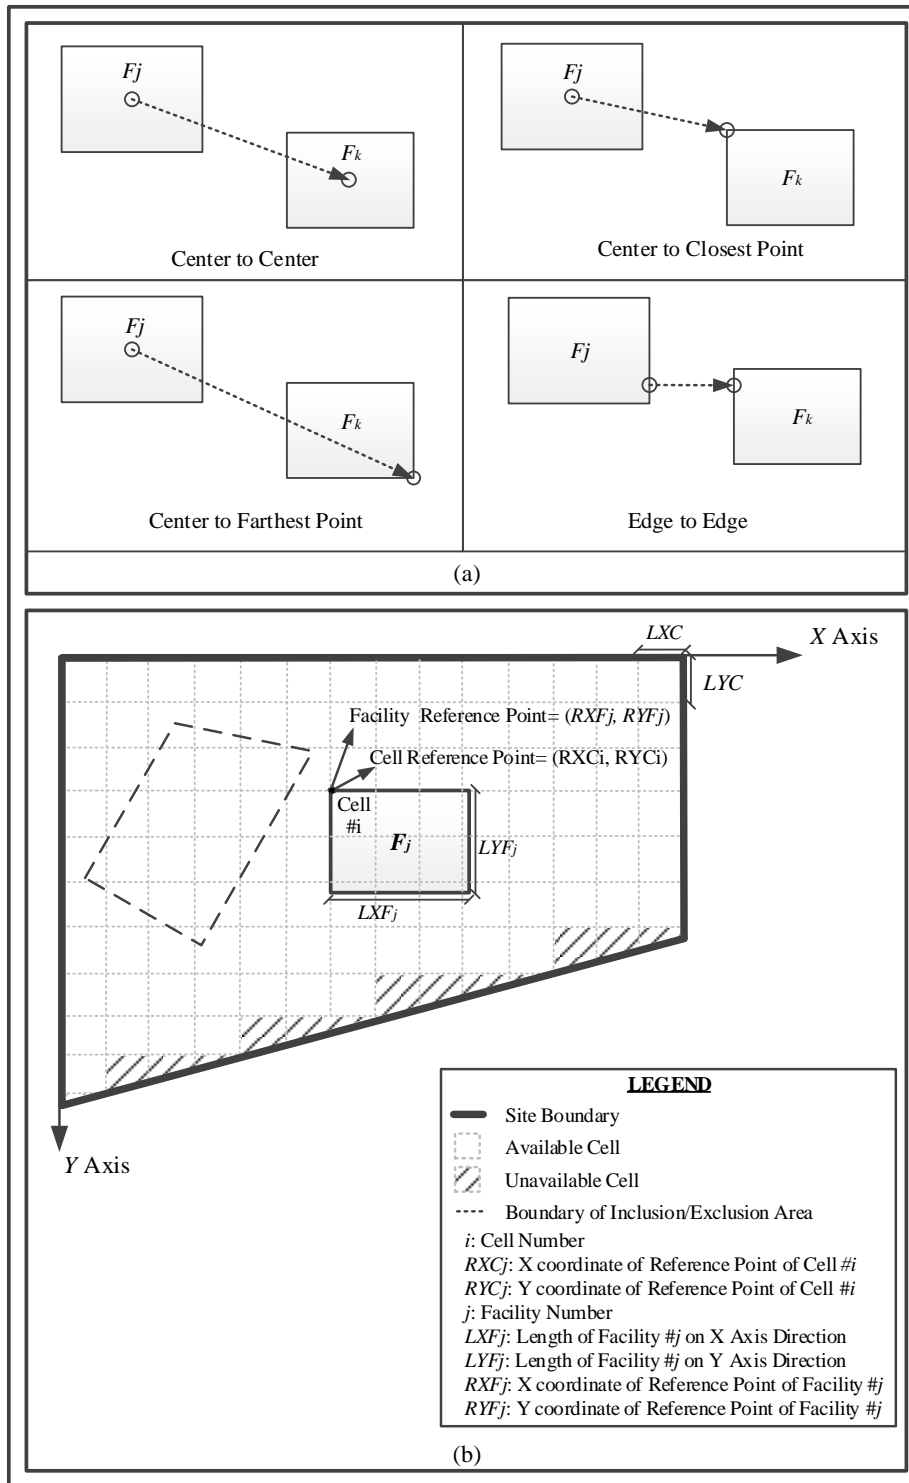 Fj
Fk
Center to Center
Fj
Fk
Center to Closest Point
Fj
Fk
Center to Farthest Point
Fj
Fk
Edge to Edge
(a)
LXC
X Axis
LYC
Facility Reference Point= (RXFj, RYFj)
Cell Reference Point= (RXCi, RYCi)
Cell
#i
Fj
LYFj
LXFj
Y Axis
LEGEND
Site Boundary
Available Cell
Unavailable Cell
Boundary of Inclusion/Exclusion Area
i: Cell Number
RXCj: X coordinate of Reference Point of Cell #i
RYCj: Y coordinate of Reference Point of Cell #i
j: Facility Number
LXFj: Length of Facility #j on X Axis Direction
LYFj: Length of Facility #j on Y Axis Direction
RXFj: X coordinate of Reference Point of Facility #j
RYFj: Y coordinate of Reference Point of Facility #j
(b)